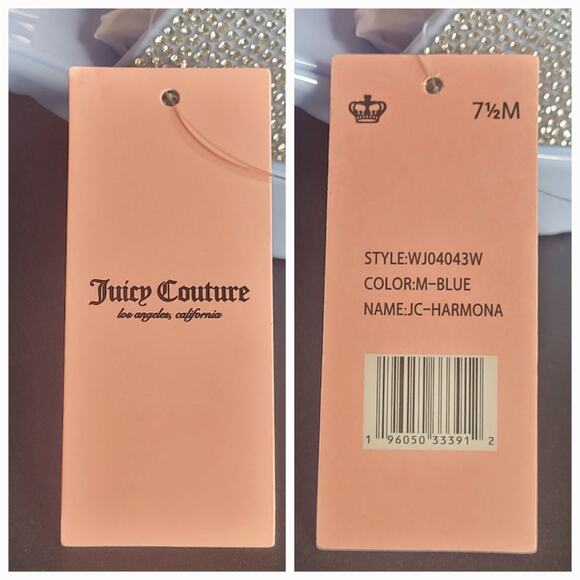 Juicy Couture
los angeles, california
7½M
STYLE:WJ04043W
COLOR:M-BLUE
NAME:JC-HARMONA
1 96050 33391 2